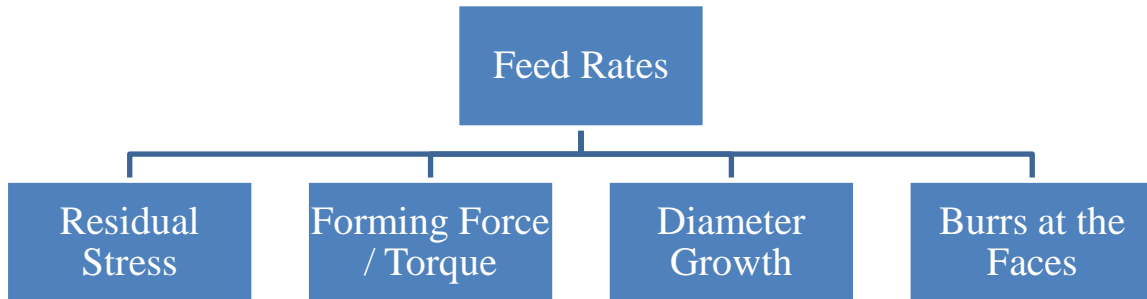 Feed Rates
Residual
Stress
Forming Force
/ Torque
Diameter
Growth
Burrs at the
Faces